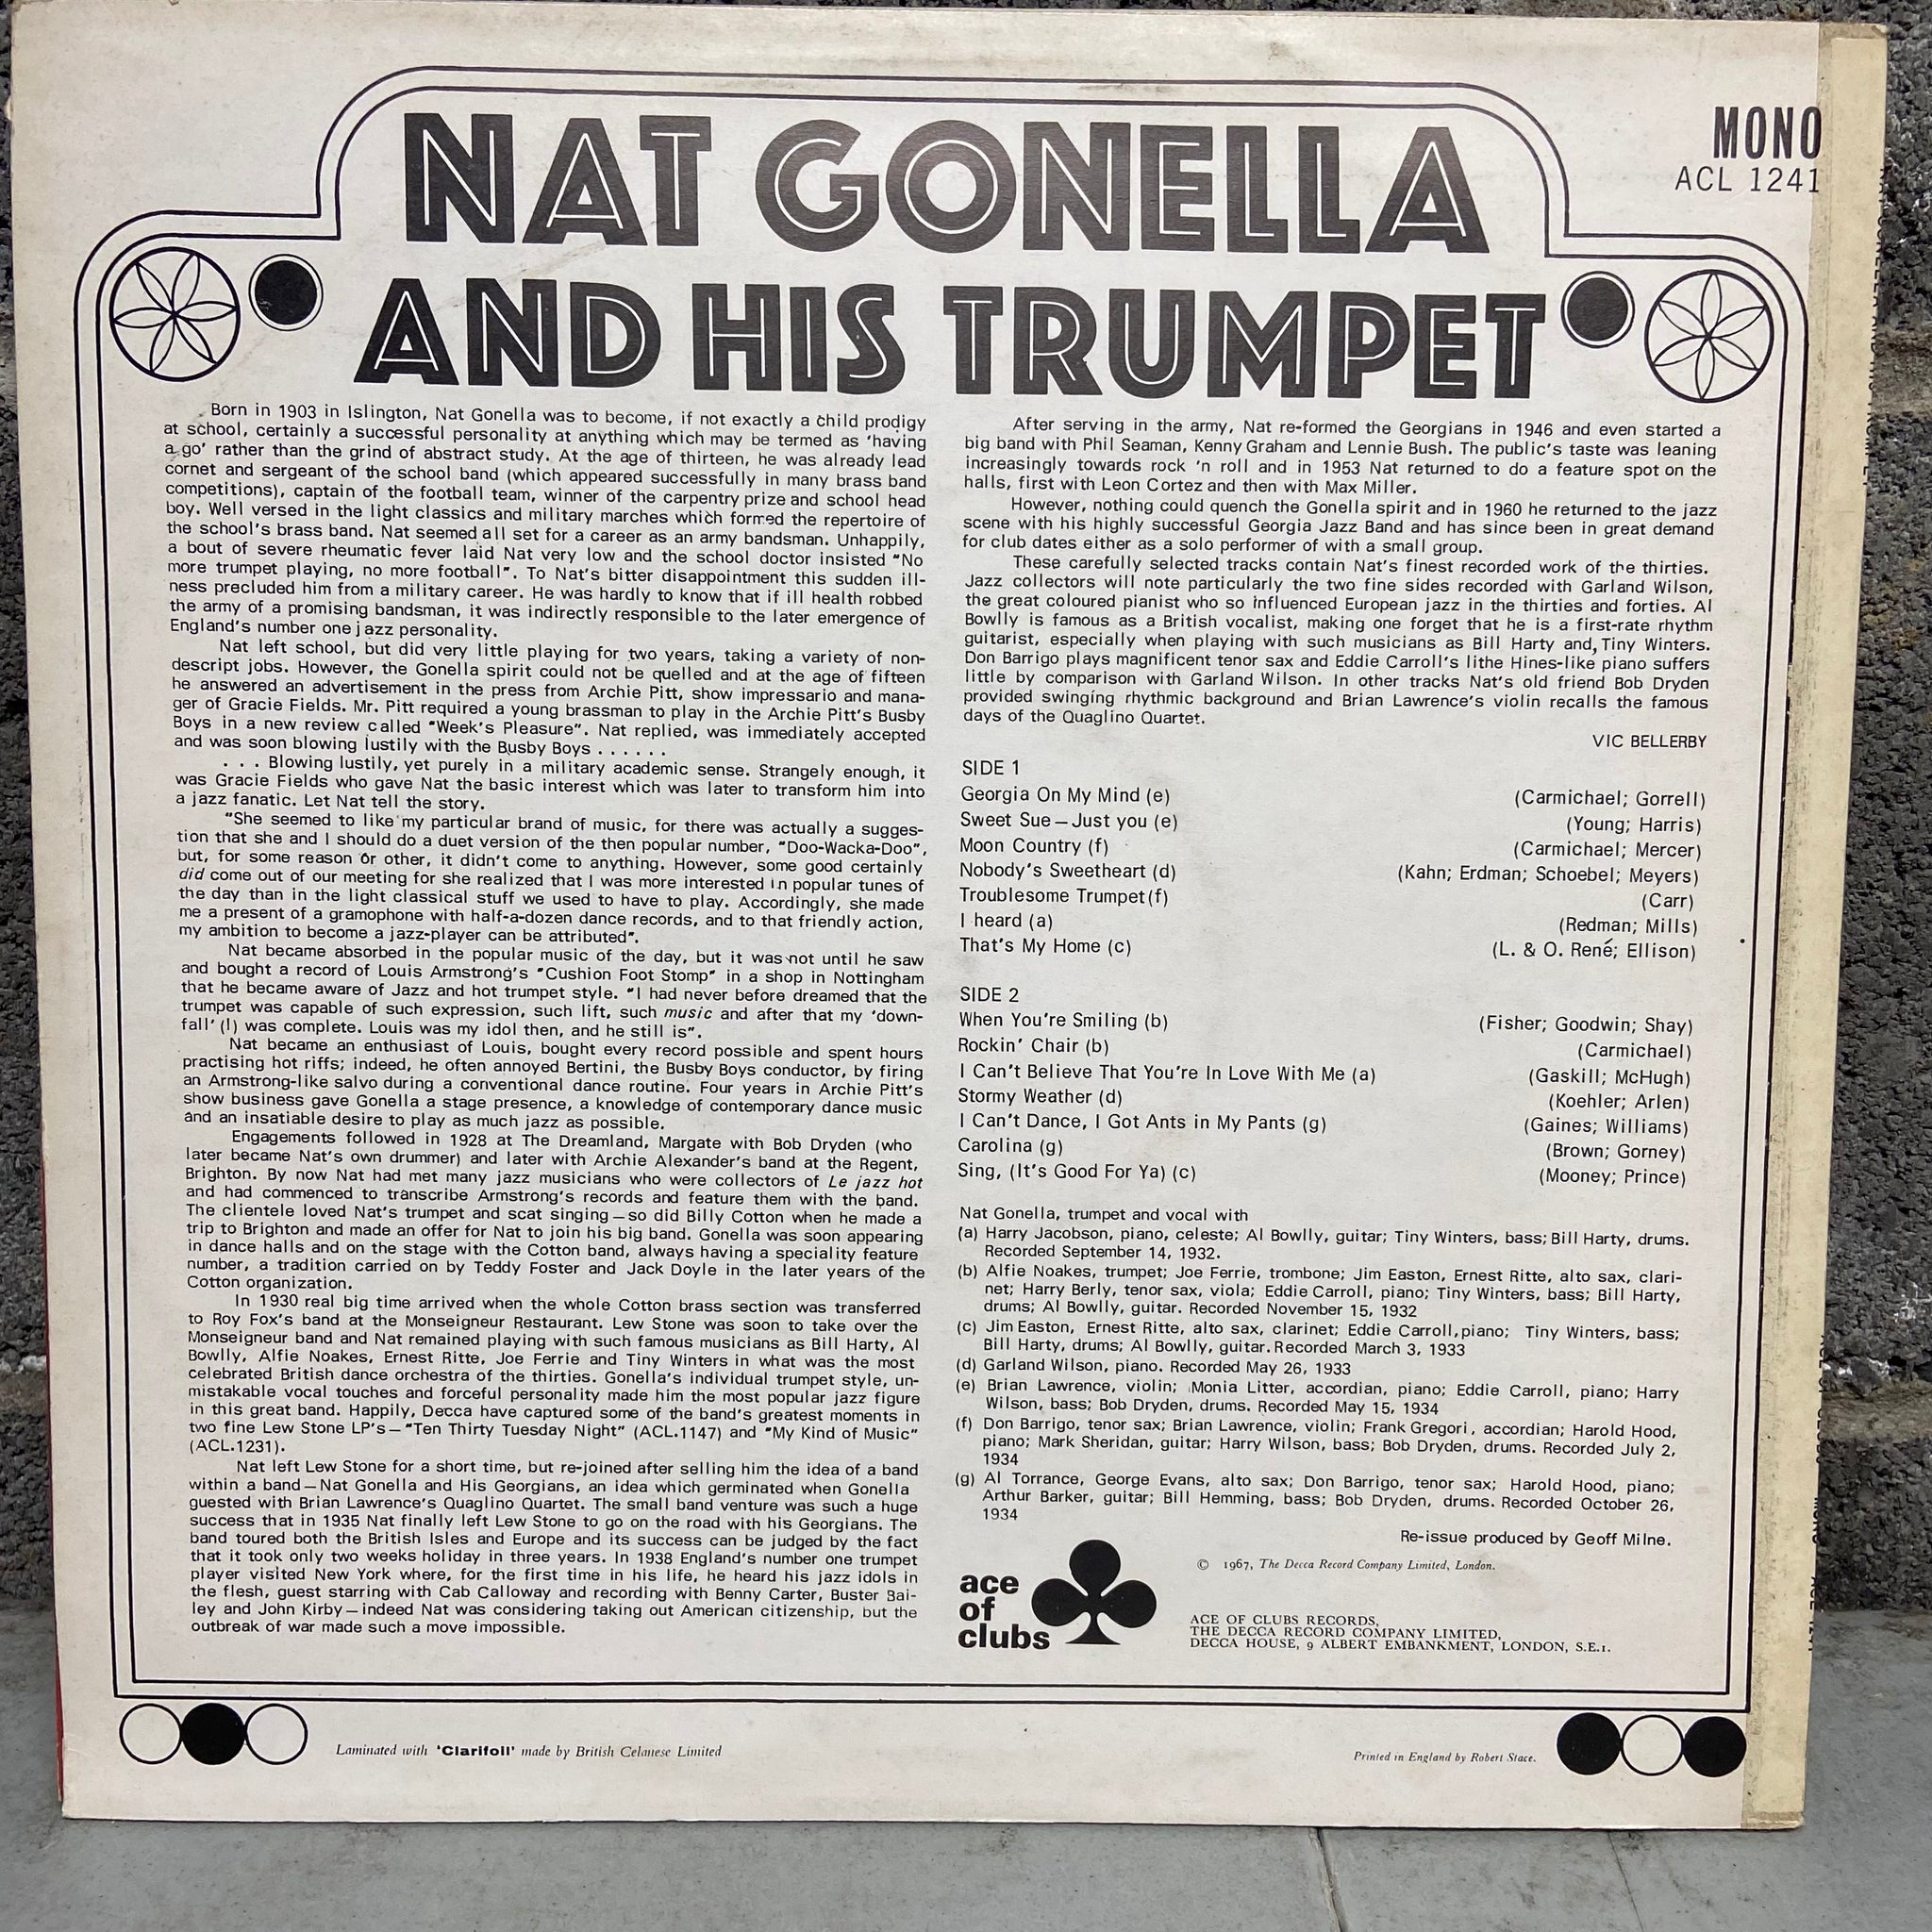 NAT GONELLA
AND HIS TRUMPET
MONO
ACL 1241
Born in 1903 in Islington, Nat Gonella was to become, if not exactly a child prodigy
at school, certainly a successful personality at anything which may be termed as 'having
a go' rather than the grind of abstract study. At the age of thirteen, he was already lead
cornet and sergeant of the school band (which appeared successfully in many brass band
competitions), captain of the football team, winner of the carpentry prize and school head
boy. Well versed in the light classics and military marches which formed the repertoire of
the school's brass band. Nat seemed all set for a career as an army bandsman. Unhappily,
a bout of severe rheumatic fever laid Nat very low and the school doctor insisted "No
more trumpet playing, no more football". To Nat's bitter disappointment this sudden ill-
ness precluded him from a military career. He was hardly to know that if ill health robbed
the army of a promising bandsman, it was indirectly responsible to the later emergence of
England's number one jazz personality.
Nat left school, but did very little playing for two years, taking a variety of non-
descript jobs. However, the Gonella spirit could not be quelled and at the age of fifteen
he answered an advertisement in the press from Archie Pitt, show impressario and mana-
ger of Gracie Fields. Mr. Pitt required a young brassman to play in the Archie Pitt's Busby
Boys in a new review called "Week's Pleasure". Nat replied, was immediately accepted
and was soon blowing lustily with the Busby Boys . . . . . .
. . . Blowing lustily, yet purely in a military academic sense. Strangely enough, it
was Gracie Fields who gave Nat the basic interest which was later to transform him into
a jazz fanatic. Let Nat tell the story.
"She seemed to like my particular brand of music, for there was actually a sugges-
tion that she and I should do a duet version of the then popular number, "Doo-Wacka-Doo",
but, for some reason or other, it didn't come to anything. However, some good certainly
did come out of our meeting for she realized that I was more interested in popular tunes of
the day than in the light classical stuff we used to have to play. Accordingly, she made
me a present of a gramophone with half-a-dozen dance records, and to that friendly action,
my ambition to become a jazz-player can be attributed".
Nat became absorbed in the popular music of the day, but it was not until he saw
and bought a record of Louis Armstrong's "Cushion Foot Stomp" in a shop in Nottingham
that he became aware of Jazz and hot trumpet style. "I had never before dreamed that the
trumpet was capable of such expression, such lift, such music and after that my 'down-
fall' (!) was complete. Louis was my idol then, and he still is".
Nat became an enthusiast of Louis, bought every record possible and spent hours
practising hot riffs; indeed, he often annoyed Bertini, the Busby Boys conductor, by firing
an Armstrong-like salvo during a conventional dance routine. Four years in Archie Pitt's
show business gave Gonella a stage presence, a knowledge of contemporary dance music
and an insatiable desire to play as much jazz as possible.
Engagements followed in 1928 at The Dreamland, Margate with Bob Dryden (who
later became Nat's own drummer) and later with Archie Alexander's band at the Regent,
Brighton. By now Nat had met many jazz musicians who were collectors of Le jazz hot
and had commenced to transcribe Armstrong's records and feature them with the band.
The clientele loved Nat's trumpet and scat singing—so did Billy Cotton when he made a
trip to Brighton and made an offer for Nat to join his big band. Gonella was soon appearing
in dance halls and on the stage with the Cotton band, always having a speciality feature
number, a tradition carried on by Teddy Foster and Jack Doyle in the later years of the
Cotton organization.
In 1930 real big time arrived when the whole Cotton brass section was transferred
to Roy Fox's band at the Monseigneur Restaurant. Lew Stone was soon to take over the
Monseigneur band and Nat remained playing with such famous musicians as Bill Harty, Al
Bowlly, Alfie Noakes, Ernest Ritte, Joe Ferrie and Tiny Winters in what was the most
celebrated British dance orchestra of the thirties. Gonella's individual trumpet style, un-
mistakable vocal touches and forceful personality made him the most popular jazz figure
in this great band. Happily, Decca have captured some of the band's greatest moments in
two fine Lew Stone LP's—"Ten Thirty Tuesday Night" (ACL.1147) and "My Kind of Music"
(ACL.1231).
Nat left Lew Stone for a short time, but re-joined after selling him the idea of a band
within a band—Nat Gonella and His Georgians, an idea which germinated when Gonella
guested with Brian Lawrence's Quaglino Quartet. The small band venture was such a huge
success that in 1935 Nat finally left Lew Stone to go on the road with his Georgians. The
band toured both the British Isles and Europe and its success can be judged by the fact
that it took only two weeks holiday in three years. In 1938 England's number one trumpet
player visited New York where, for the first time in his life, he heard his jazz idols in
the flesh, guest starring with Cab Calloway and recording with Benny Carter, Buster Bai-
ley and John Kirby—indeed Nat was considering taking out American citizenship, but the
outbreak of war made such a move impossible.
After serving in the army, Nat re-formed the Georgians in 1946 and even started a
big band with Phil Seaman, Kenny Graham and Lennie Bush. The public's taste was leaning
increasingly towards rock 'n roll and in 1953 Nat returned to do a feature spot on the
halls, first with Leon Cortez and then with Max Miller.
However, nothing could quench the Gonella spirit and in 1960 he returned to the jazz
scene with his highly successful Georgia Jazz Band and has since been in great demand
for club dates either as a solo performer of with a small group.
These carefully selected tracks contain Nat's finest recorded work of the thirties.
Jazz collectors will note particularly the two fine sides recorded with Garland Wilson,
the great coloured pianist who so influenced European jazz in the thirties and forties. Al
Bowlly is famous as a British vocalist, making one forget that he is a first-rate rhythm
guitarist, especially when playing with such musicians as Bill Harty and, Tiny Winters.
Don Barrigo plays magnificent tenor sax and Eddie Carroll's lithe Hines-like piano suffers
little by comparison with Garland Wilson. In other tracks Nat's old friend Bob Dryden
provided swinging rhythmic background and Brian Lawrence's violin recalls the famous
days of the Quaglino Quartet.
VIC BELLERBY
SIDE 1
Georgia On My Mind (e) (Carmichael; Gorrell)
Sweet Sue—Just you (e) (Young; Harris)
Moon Country (f) (Carmichael; Mercer)
Nobody's Sweetheart (d) (Kahn; Erdman; Schoebel; Meyers)
Troublesome Trumpet (f) (Carr)
I heard (a) (Redman; Mills)
That's My Home (c) (L. & O. René; Ellison)
SIDE 2
When You're Smiling (b) (Fisher; Goodwin; Shay)
Rockin' Chair (b) (Carmichael)
I Can't Believe That You're In Love With Me (a) (Gaskill; McHugh)
Stormy Weather (d) (Koehler; Arlen)
I Can't Dance, I Got Ants in My Pants (g) (Gaines; Williams)
Carolina (g) (Brown; Gorney)
Sing, (It's Good For Ya) (c) (Mooney; Prince)
Nat Gonella, trumpet and vocal with
(a) Harry Jacobson, piano, celeste; Al Bowlly, guitar; Tiny Winters, bass; Bill Harty, drums.
Recorded September 14, 1932.
(b) Alfie Noakes, trumpet; Joe Ferrie, trombone; Jim Easton, Ernest Ritte, alto sax, clari-
net; Harry Berly, tenor sax, viola; Eddie Carroll, piano; Tiny Winters, bass; Bill Harty,
drums; Al Bowlly, guitar. Recorded November 15, 1932
(c) Jim Easton, Ernest Ritte, alto sax, clarinet; Eddie Carroll, piano; Tiny Winters, bass;
Bill Harty, drums; Al Bowlly, guitar. Recorded March 3, 1933
(d) Garland Wilson, piano. Recorded May 26, 1933
(e) Brian Lawrence, violin; Monia Litter, accordian, piano; Eddie Carroll, piano; Harry
Wilson, bass; Bob Dryden, drums. Recorded May 15, 1934
(f) Don Barrigo, tenor sax; Brian Lawrence, violin; Frank Gregori, accordian; Harold Hood,
piano; Mark Sheridan, guitar; Harry Wilson, bass; Bob Dryden, drums. Recorded July 2,
1934
(g) Al Torrance, George Evans, alto sax; Don Barrigo, tenor sax; Harold Hood, piano;
Arthur Barker, guitar; Bill Hemming, bass; Bob Dryden, drums. Recorded October 26,
1934
Re-issue produced by Geoff Milne.
© 1967, The Decca Record Company Limited, London.
ace
of
clubs
ACE OF CLUBS RECORDS,
THE DECCA RECORD COMPANY LIMITED,
DECCA HOUSE, 9 ALBERT EMBANKMENT, LONDON, S.E.1.
Laminated with 'Clarifoil' made by British Celanese Limited
Printed in England by Robert Stace.